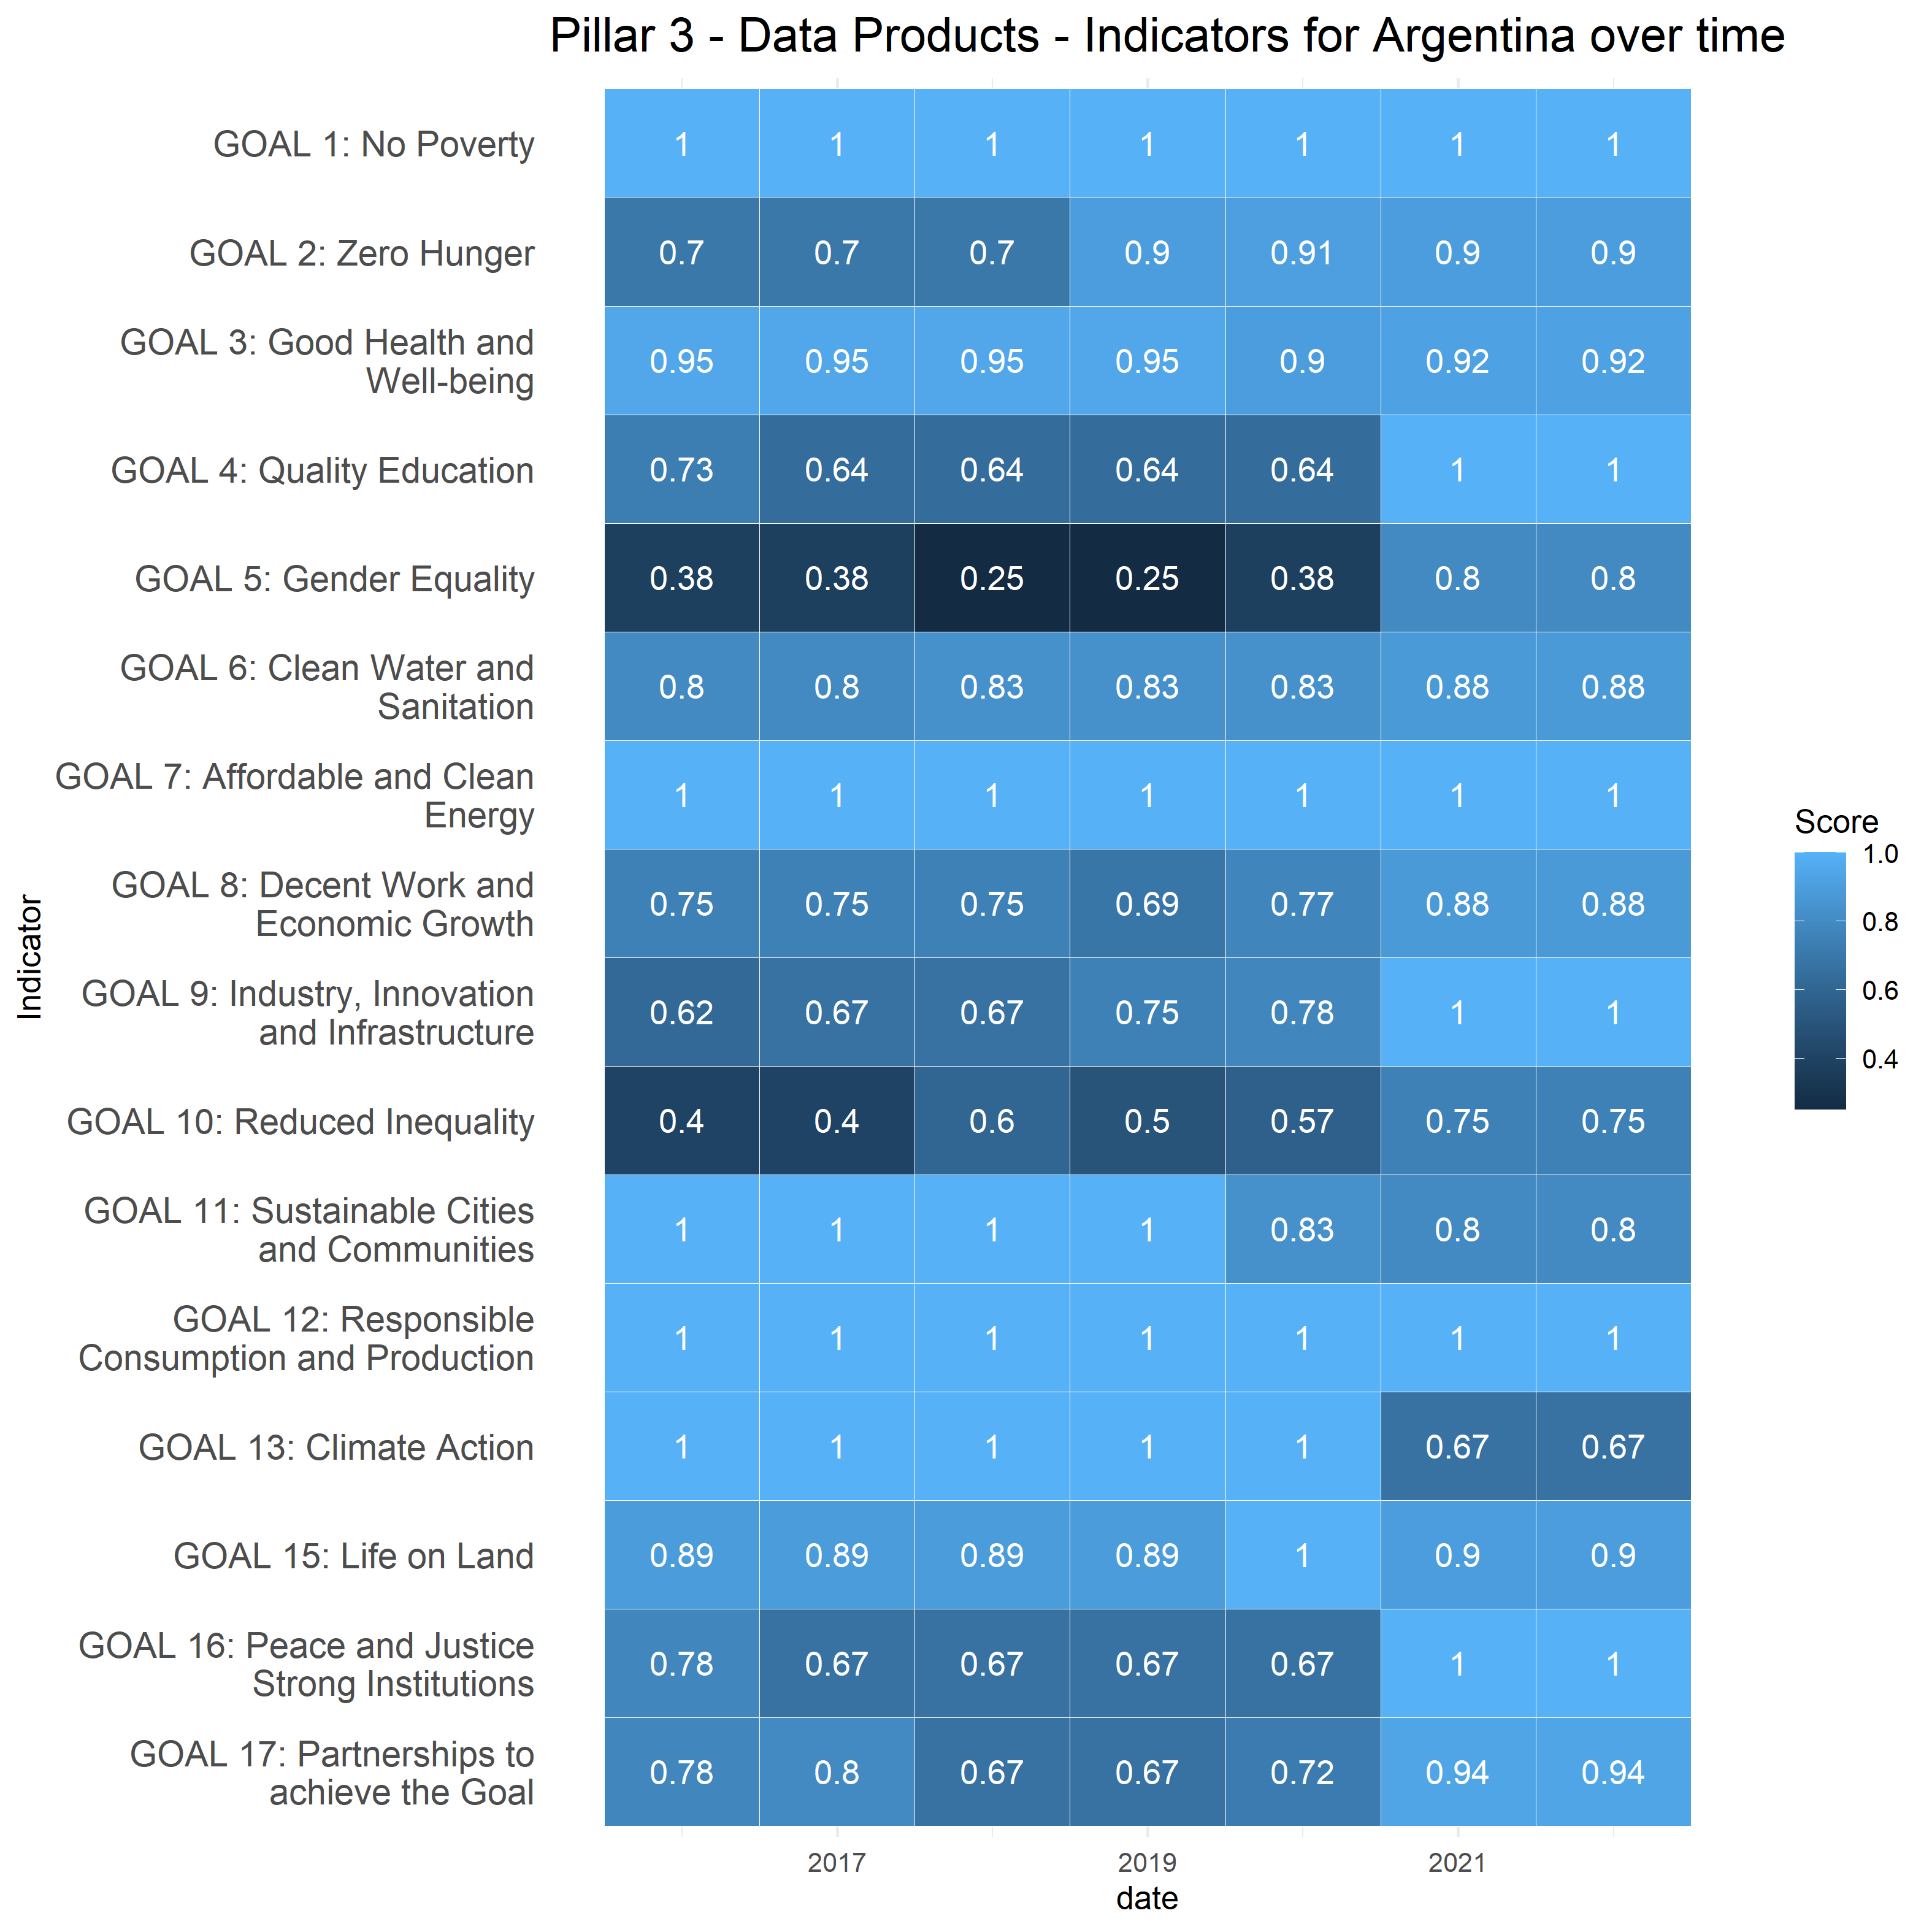 Pillar 3 - Data Products - Indicators for Argentina over time
GOAL 1: No Poverty
1 1 1 1 1 1 1
GOAL 2: Zero Hunger
0.7 0.7 0.7 0.9 0.91 0.9 0.9
GOAL 3: Good Health and
Well-being
0.95 0.95 0.95 0.95 0.9 0.92 0.92
GOAL 4: Quality Education
0.73 0.64 0.64 0.64 0.64 1 1
GOAL 5: Gender Equality
0.38 0.38 0.25 0.25 0.38 0.8 0.8
GOAL 6: Clean Water and
Sanitation
0.8 0.8 0.83 0.83 0.83 0.88 0.88
GOAL 7: Affordable and Clean
Energy
1 1 1 1 1 1 1
GOAL 8: Decent Work and
Economic Growth
0.75 0.75 0.75 0.69 0.77 0.88 0.88
GOAL 9: Industry, Innovation
and Infrastructure
0.62 0.67 0.67 0.75 0.78 1 1
GOAL 10: Reduced Inequality
0.4 0.4 0.6 0.5 0.57 0.75 0.75
GOAL 11: Sustainable Cities
and Communities
1 1 1 1 0.83 0.8 0.8
GOAL 12: Responsible
Consumption and Production
1 1 1 1 1 1 1
GOAL 13: Climate Action
1 1 1 1 1 0.67 0.67
GOAL 15: Life on Land
0.89 0.89 0.89 0.89 1 0.9 0.9
GOAL 16: Peace and Justice
Strong Institutions
0.78 0.67 0.67 0.67 0.67 1 1
GOAL 17: Partnerships to
achieve the Goal
0.78 0.8 0.67 0.67 0.72 0.94 0.94
2017 2019 2021
date
Indicator
Score
1.0
0.8
0.6
0.4